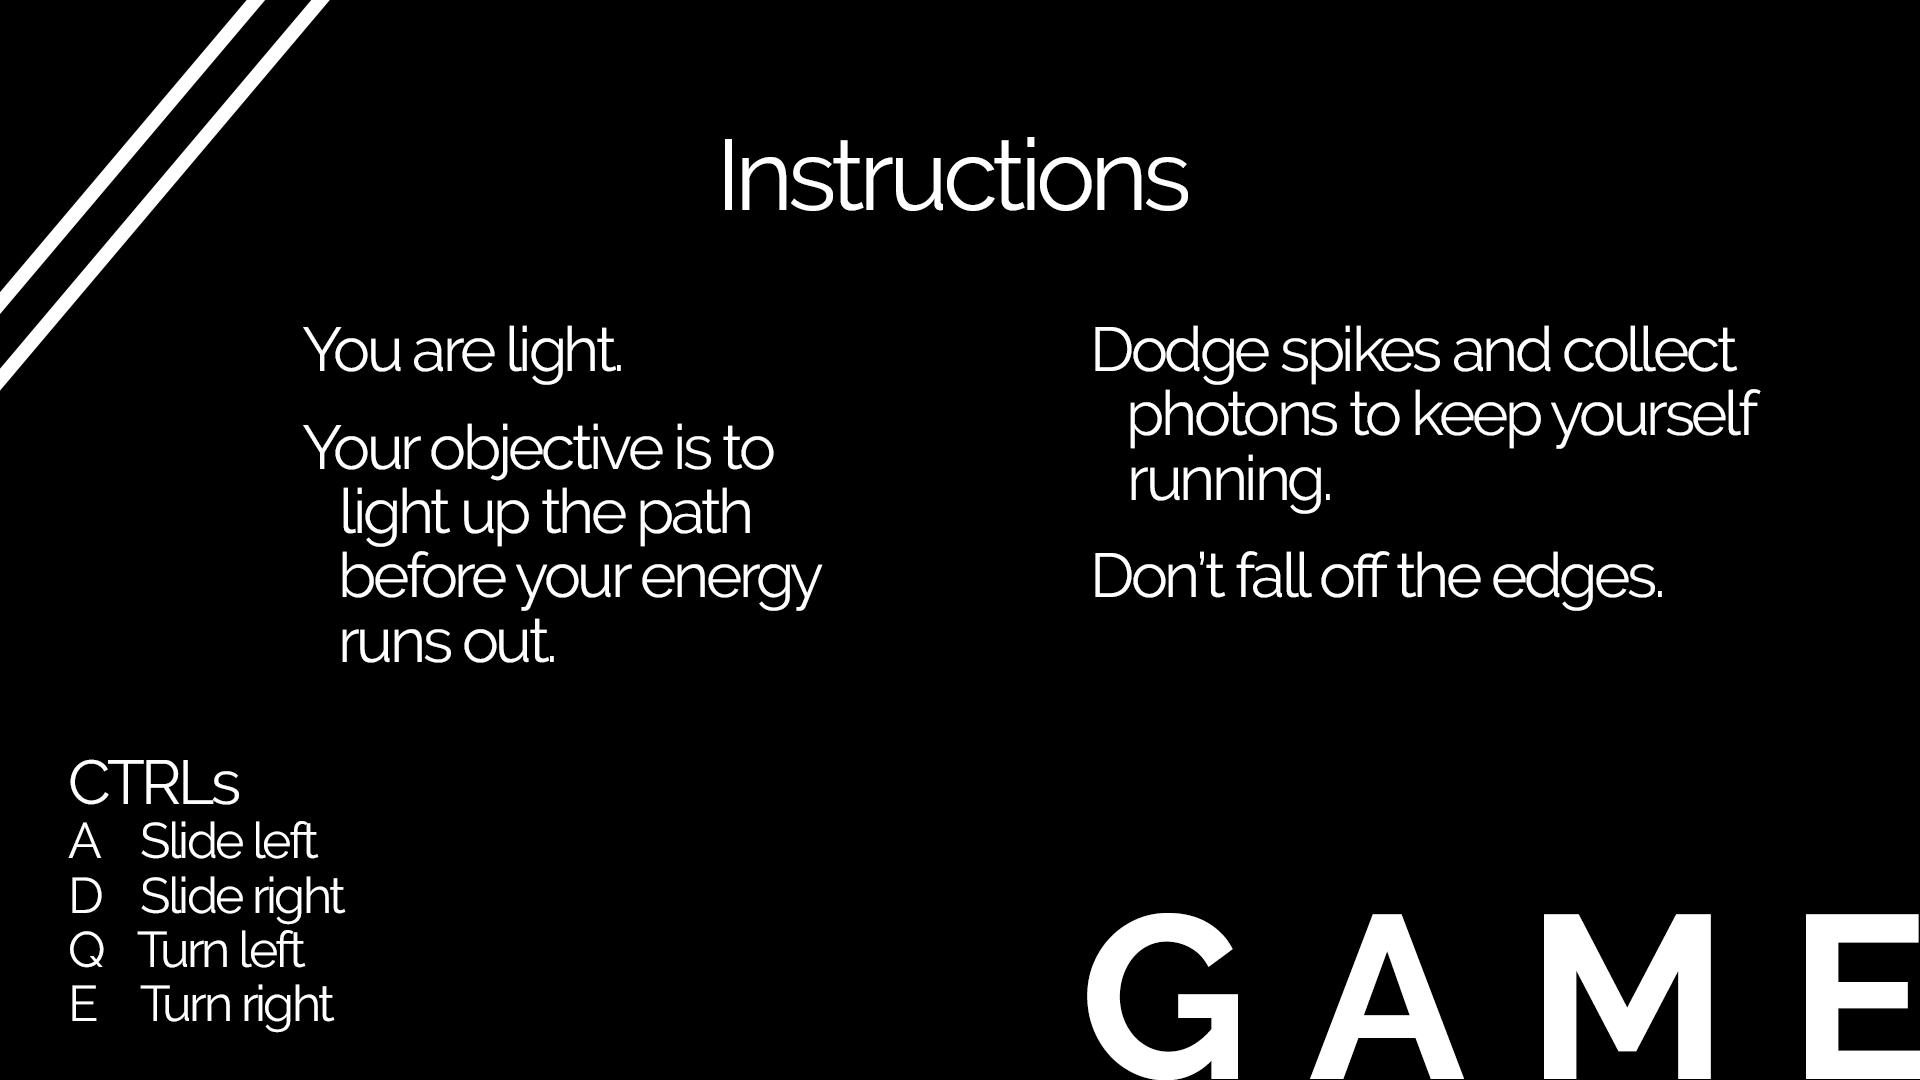 Instructions
You are light.
Your objective is to
light up the path
before your energy
runs out.
Dodge spikes and collect
photons to keep yourself
running.
Don’t fall off the edges.
CTRLs
A Slide left
D Slide right
Q Turn left
E Turn right
GAME